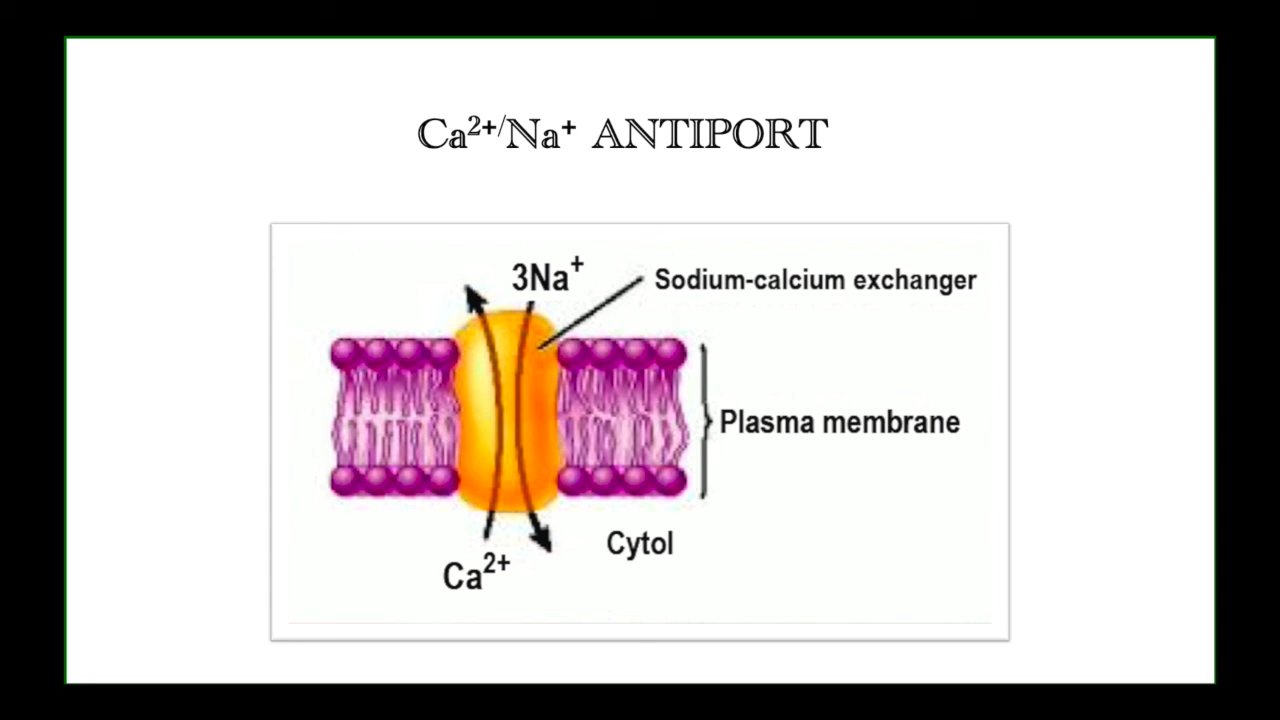 Ca²⁺/Na⁺ ANTIPORT
3Na⁺
Sodium-calcium exchanger
Plasma membrane
Cytol
Ca²⁺